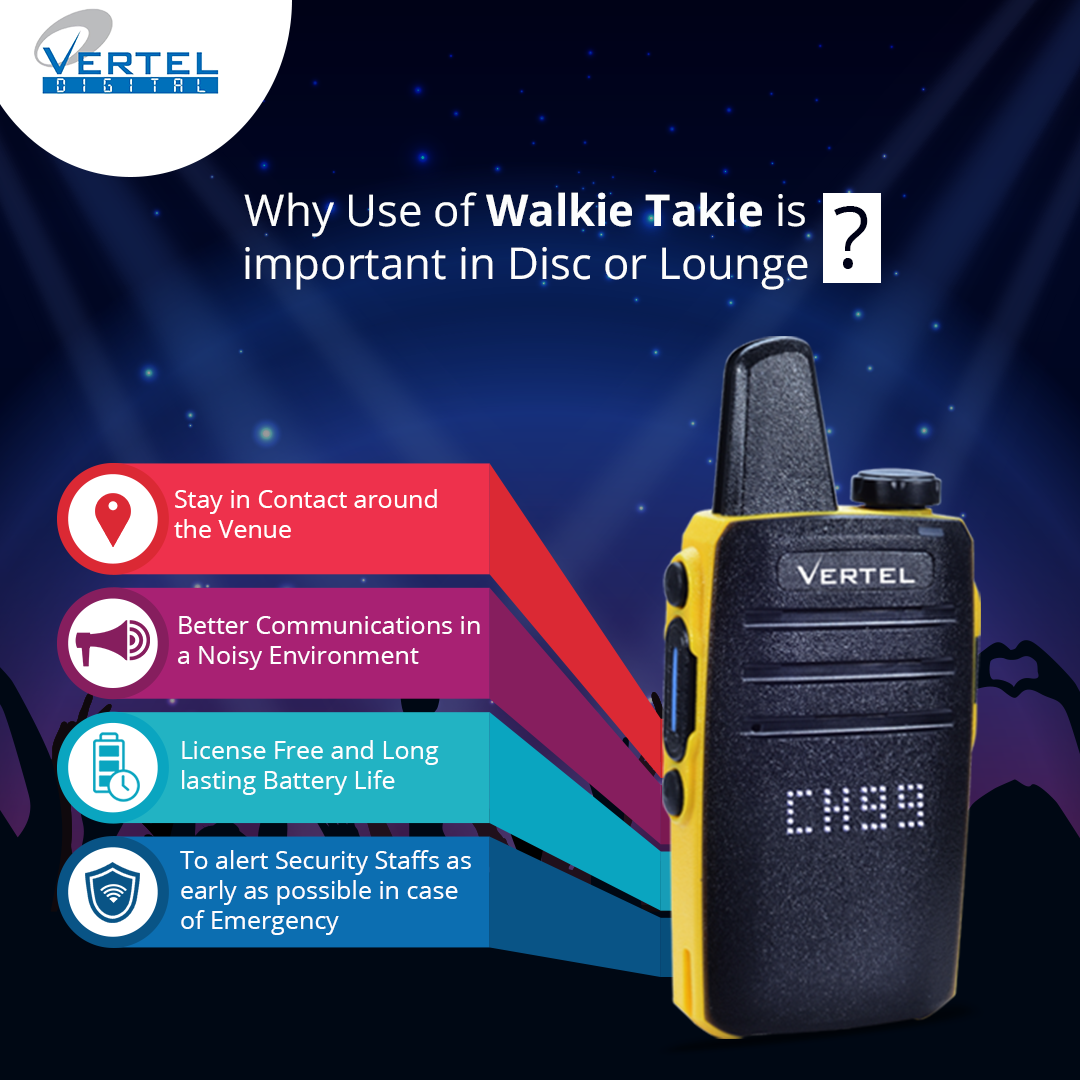 VERTEL
DIGITAL
Why Use of Walkie Takie is
important in Disc or Lounge ?
Stay in Contact around
the Venue
Better Communications in
a Noisy Environment
License Free and Long
lasting Battery Life
To alert Security Staffs as
early as possible in case
of Emergency
VERTEL
CH99